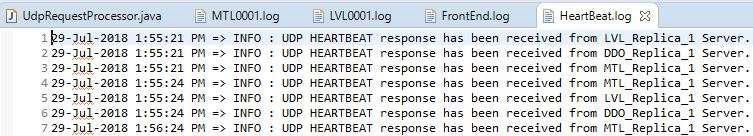 UdpRequestProcessor.java MTL0001.log LVL0001.log FrontEnd.log HeartBeat.log
1 29-Jul-2018 1:55:21 PM => INFO : UDP HEARTBEAT response has been received from LVL_Replica_1 Server.
2 29-Jul-2018 1:55:21 PM => INFO : UDP HEARTBEAT response has been received from DDO_Replica_1 Server.
3 29-Jul-2018 1:55:21 PM => INFO : UDP HEARTBEAT response has been received from MTL_Replica_1 Server.
4 29-Jul-2018 1:55:24 PM => INFO : UDP HEARTBEAT response has been received from MTL_Replica_1 Server.
5 29-Jul-2018 1:55:24 PM => INFO : UDP HEARTBEAT response has been received from LVL_Replica_1 Server.
6 29-Jul-2018 1:55:24 PM => INFO : UDP HEARTBEAT response has been received from DDO_Replica_1 Server.
7 29-Jul-2018 1:56:24 PM => INFO : UDP HEARTBEAT response has been received from MTL_Replica_1 Server.